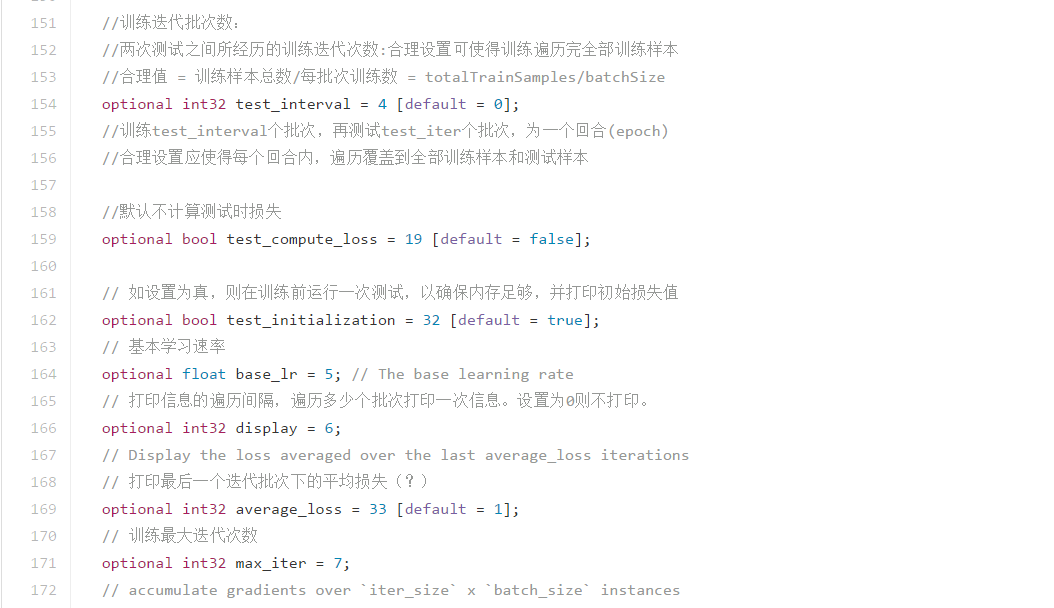 151 //训练迭代批次数:
152 //两次测试之间所经历的训练迭代次数:合理设置可使得训练遍历完全部训练样本
153 //合理值 = 训练样本总数/每批次训练数 = totalTrainSamples/batchSize
154 optional int32 test_interval = 4 [default = 0];
155 //训练test_interval个批次，再测试test_iter个批次，为一个回合(epoch)
156 //合理设置应使得每个回合内，遍历覆盖到全部训练样本和测试样本
157
158 //默认不计算测试时损失
159 optional bool test_compute_loss = 19 [default = false];
160
161 // 如设置为真，则在训练前运行一次测试，以确保内存足够，并打印初始损失值
162 optional bool test_initialization = 32 [default = true];
163 // 基本学习速率
164 optional float base_lr = 5; // The base learning rate
165 // 打印信息的遍历间隔，遍历多少个批次打印一次信息。设置为0则不打印。
166 optional int32 display = 6;
167 // Display the loss averaged over the last average_loss iterations
168 // 打印最后一个迭代批次下的平均损失（？）
169 optional int32 average_loss = 33 [default = 1];
170 // 训练最大迭代次数
171 optional int32 max_iter = 7;
172 // accumulate gradients over `iter_size` x `batch_size` instances